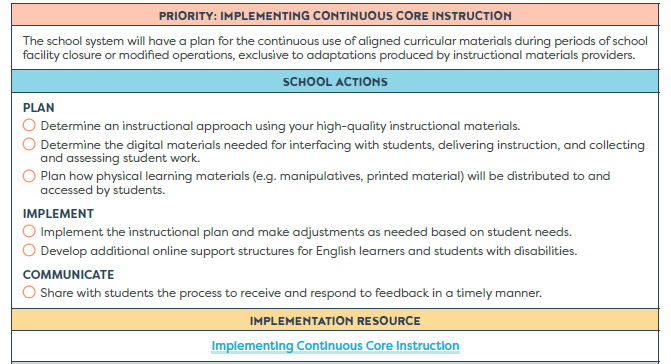 PRIORITY: IMPLEMENTING CONTINUOUS CORE INSTRUCTION
The school system will have a plan for the continuous use of aligned curricular materials during periods of school
facility closure or modified operations, exclusive to adaptations produced by instructional materials providers.
SCHOOL ACTIONS
PLAN
Determine an instructional approach using your high-quality instructional materials.
Determine the digital materials needed for interfacing with students, delivering instruction, and collecting
and assessing student work.
Plan how physical learning materials (e.g. manipulatives, printed material) will be distributed to and
accessed by students.
IMPLEMENT
Implement the instructional plan and make adjustments as needed based on student needs.
Develop additional online support structures for English learners and students with disabilities.
COMMUNICATE
Share with students the process to receive and respond to feedback in a timely manner.
IMPLEMENTATION RESOURCE
Implementing Continuous Core Instruction